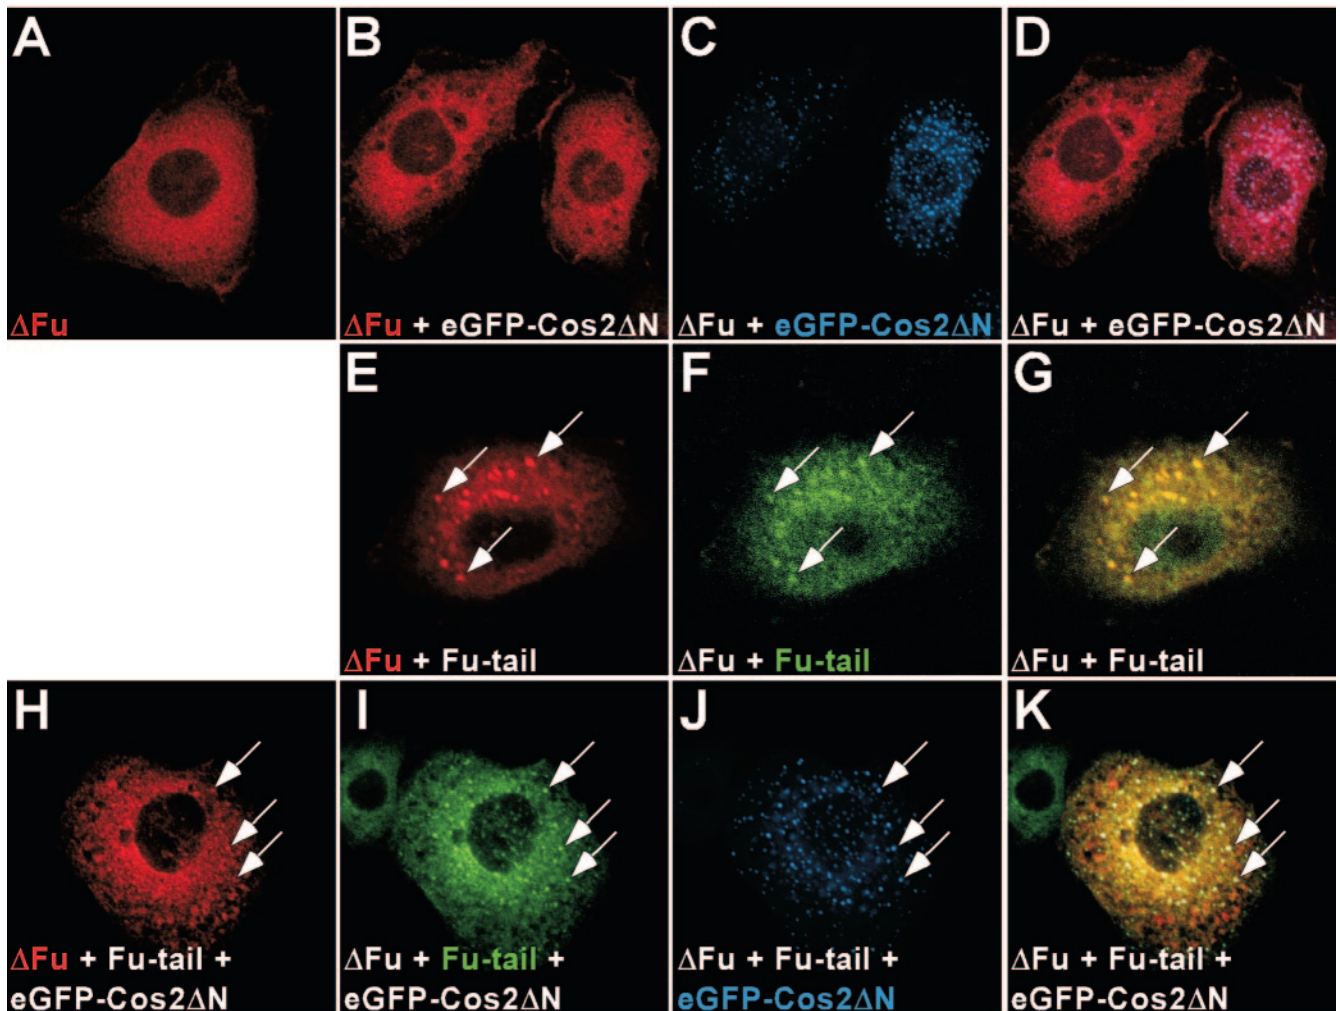 A
B
C
D
ΔFu
ΔFu + eGFP-Cos2ΔN
ΔFu + eGFP-Cos2ΔN
ΔFu + eGFP-Cos2ΔN
E
F
G
ΔFu + Fu-tail
ΔFu + Fu-tail
ΔFu + Fu-tail
H
I
J
K
ΔFu + Fu-tail +
eGFP-Cos2ΔN
ΔFu + Fu-tail +
eGFP-Cos2ΔN
ΔFu + Fu-tail +
eGFP-Cos2ΔN
ΔFu + Fu-tail +
eGFP-Cos2ΔN